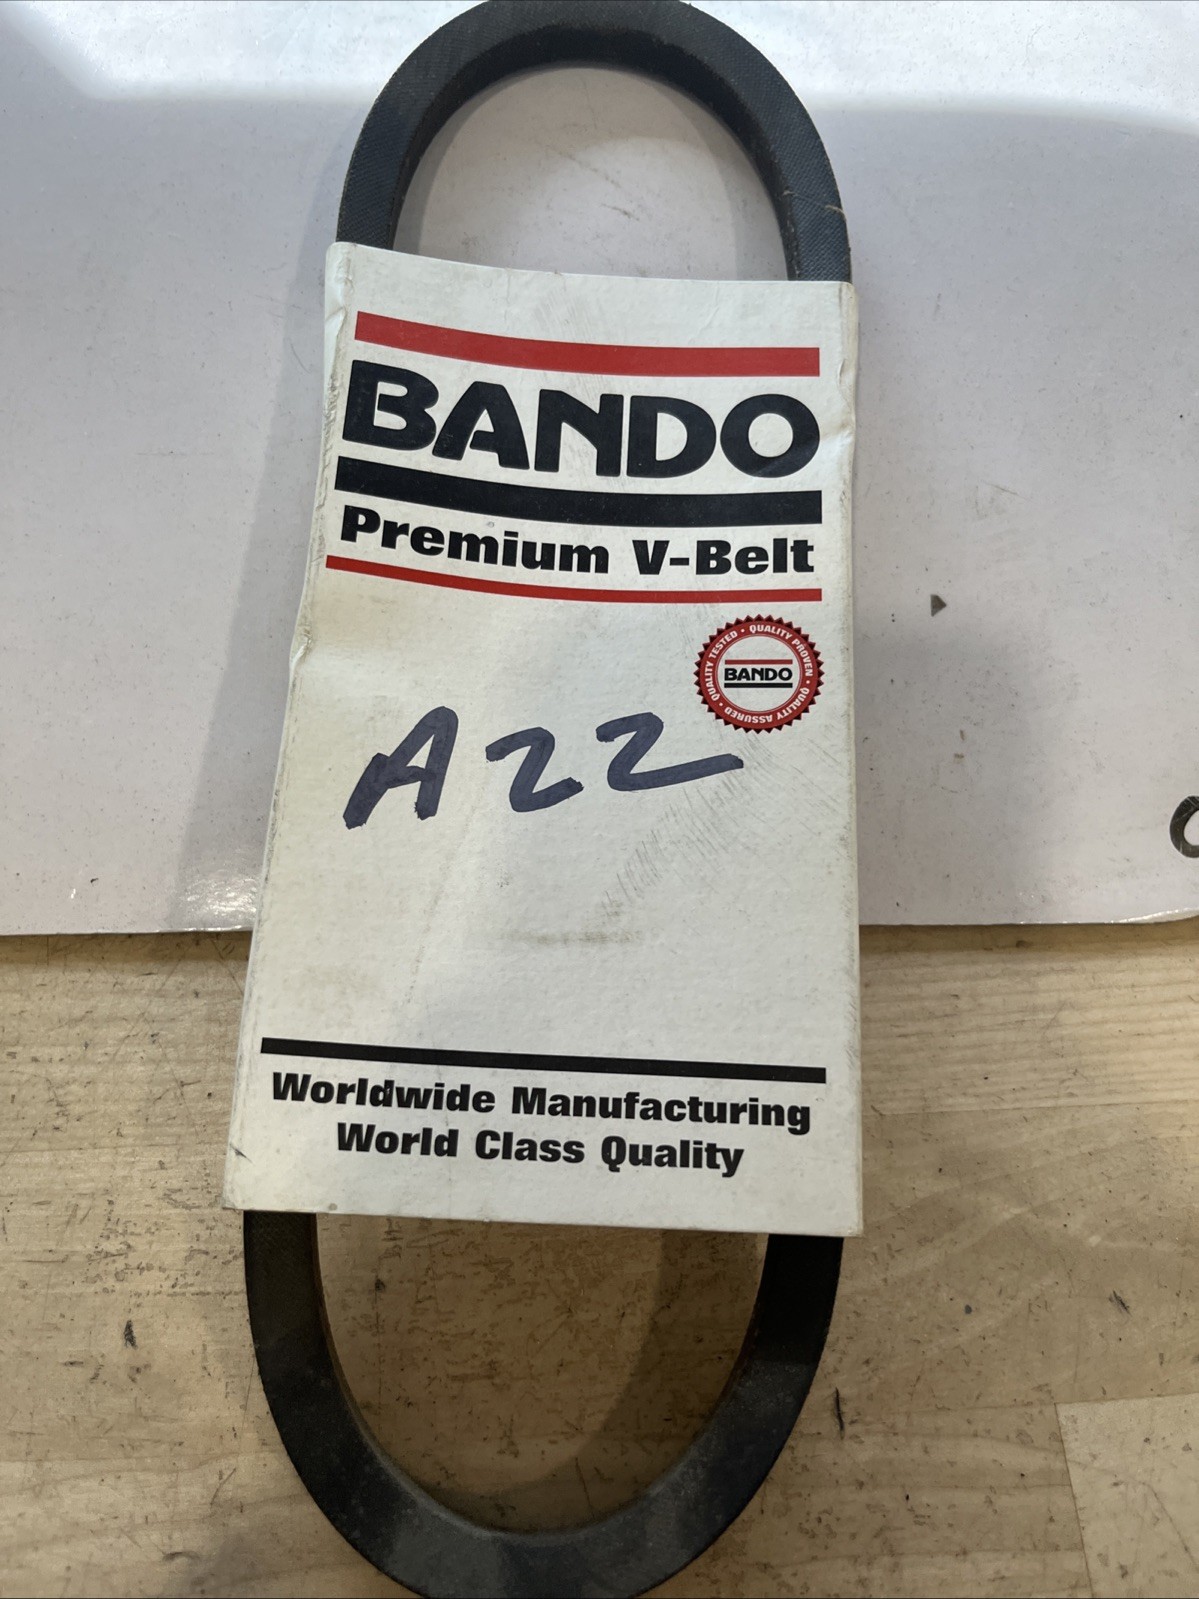 BANDO
Premium V-Belt
QUALITY TESTED • QUALITY PROVEN • QUALITY ASSURED •
BANDO
A22
Worldwide Manufacturing
World Class Quality